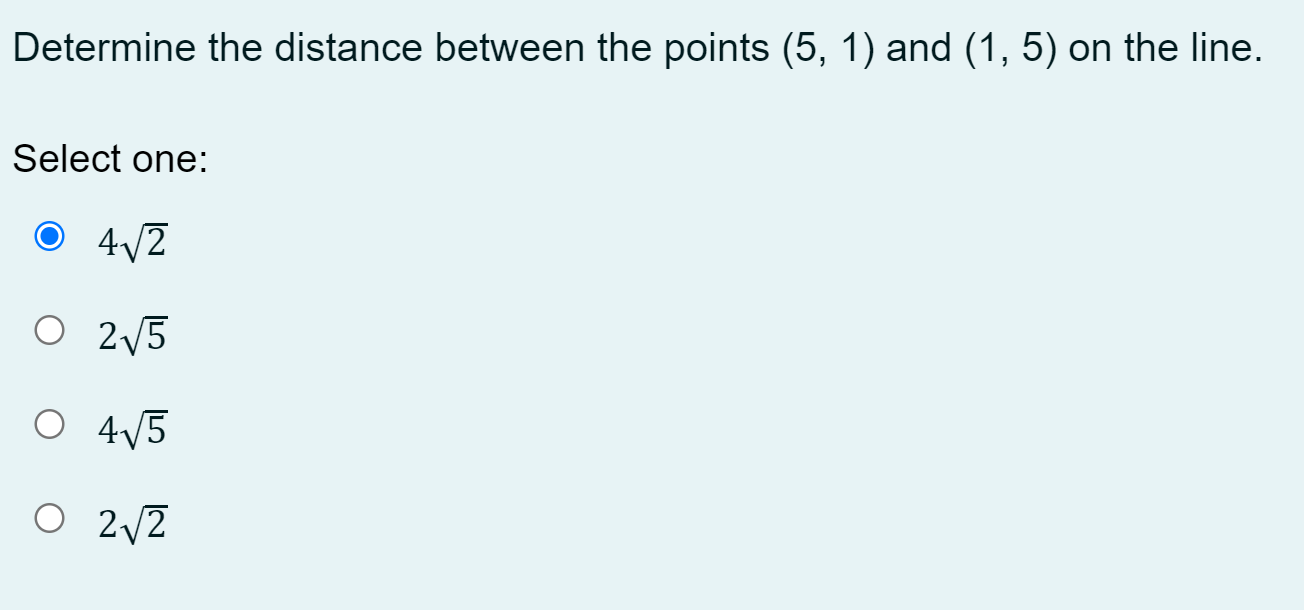 Determine the distance between the points (5, 1) and (1, 5) on the line.
Select one:
4√2
2√5
4√5
2√2